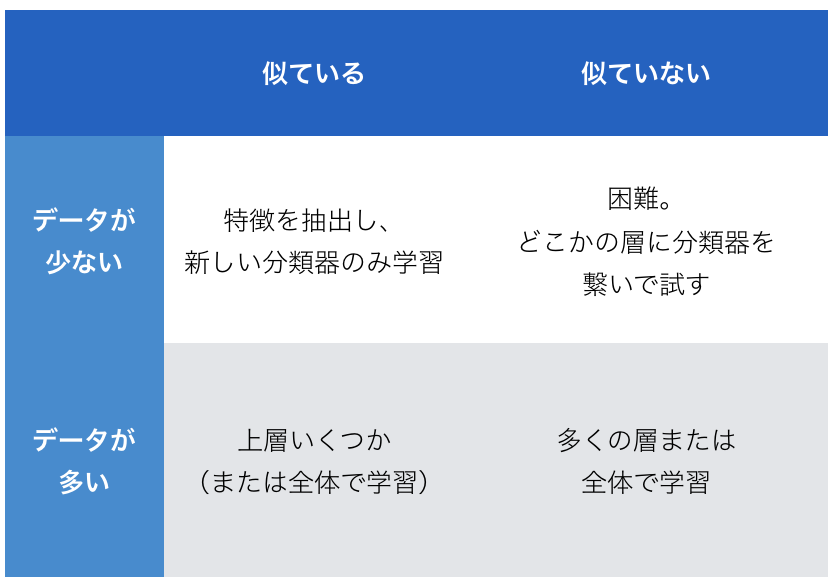 似ている
似ていない
データが
少ない
特徴を抽出し、
新しい分類器のみ学習
困難。
どこかの層に分類器を
繋いで試す
データが
多い
上層いくつか
（または全体で学習）
多くの層または
全体で学習